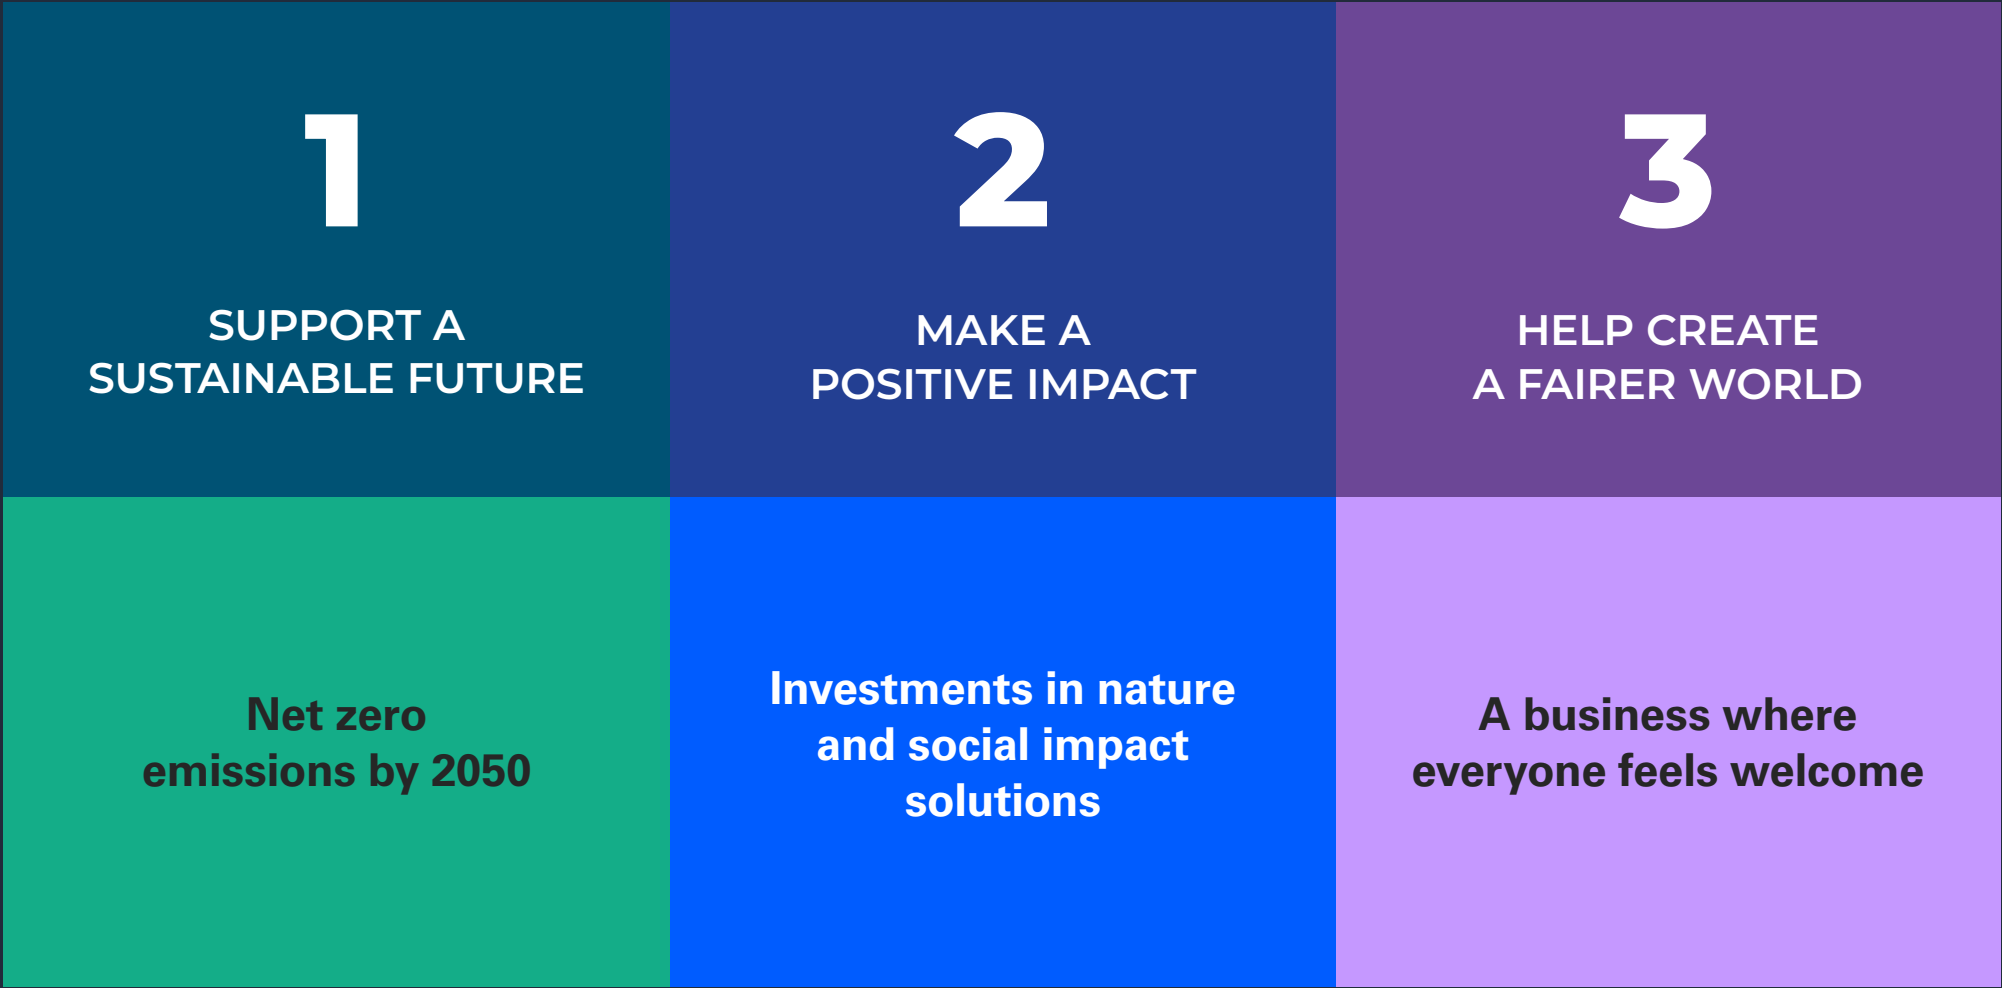 1
SUPPORT A
SUSTAINABLE FUTURE
Net zero
emissions by 2050
2
MAKE A
POSITIVE IMPACT
Investments in nature
and social impact
solutions
3
HELP CREATE
A FAIRER WORLD
A business where
everyone feels welcome